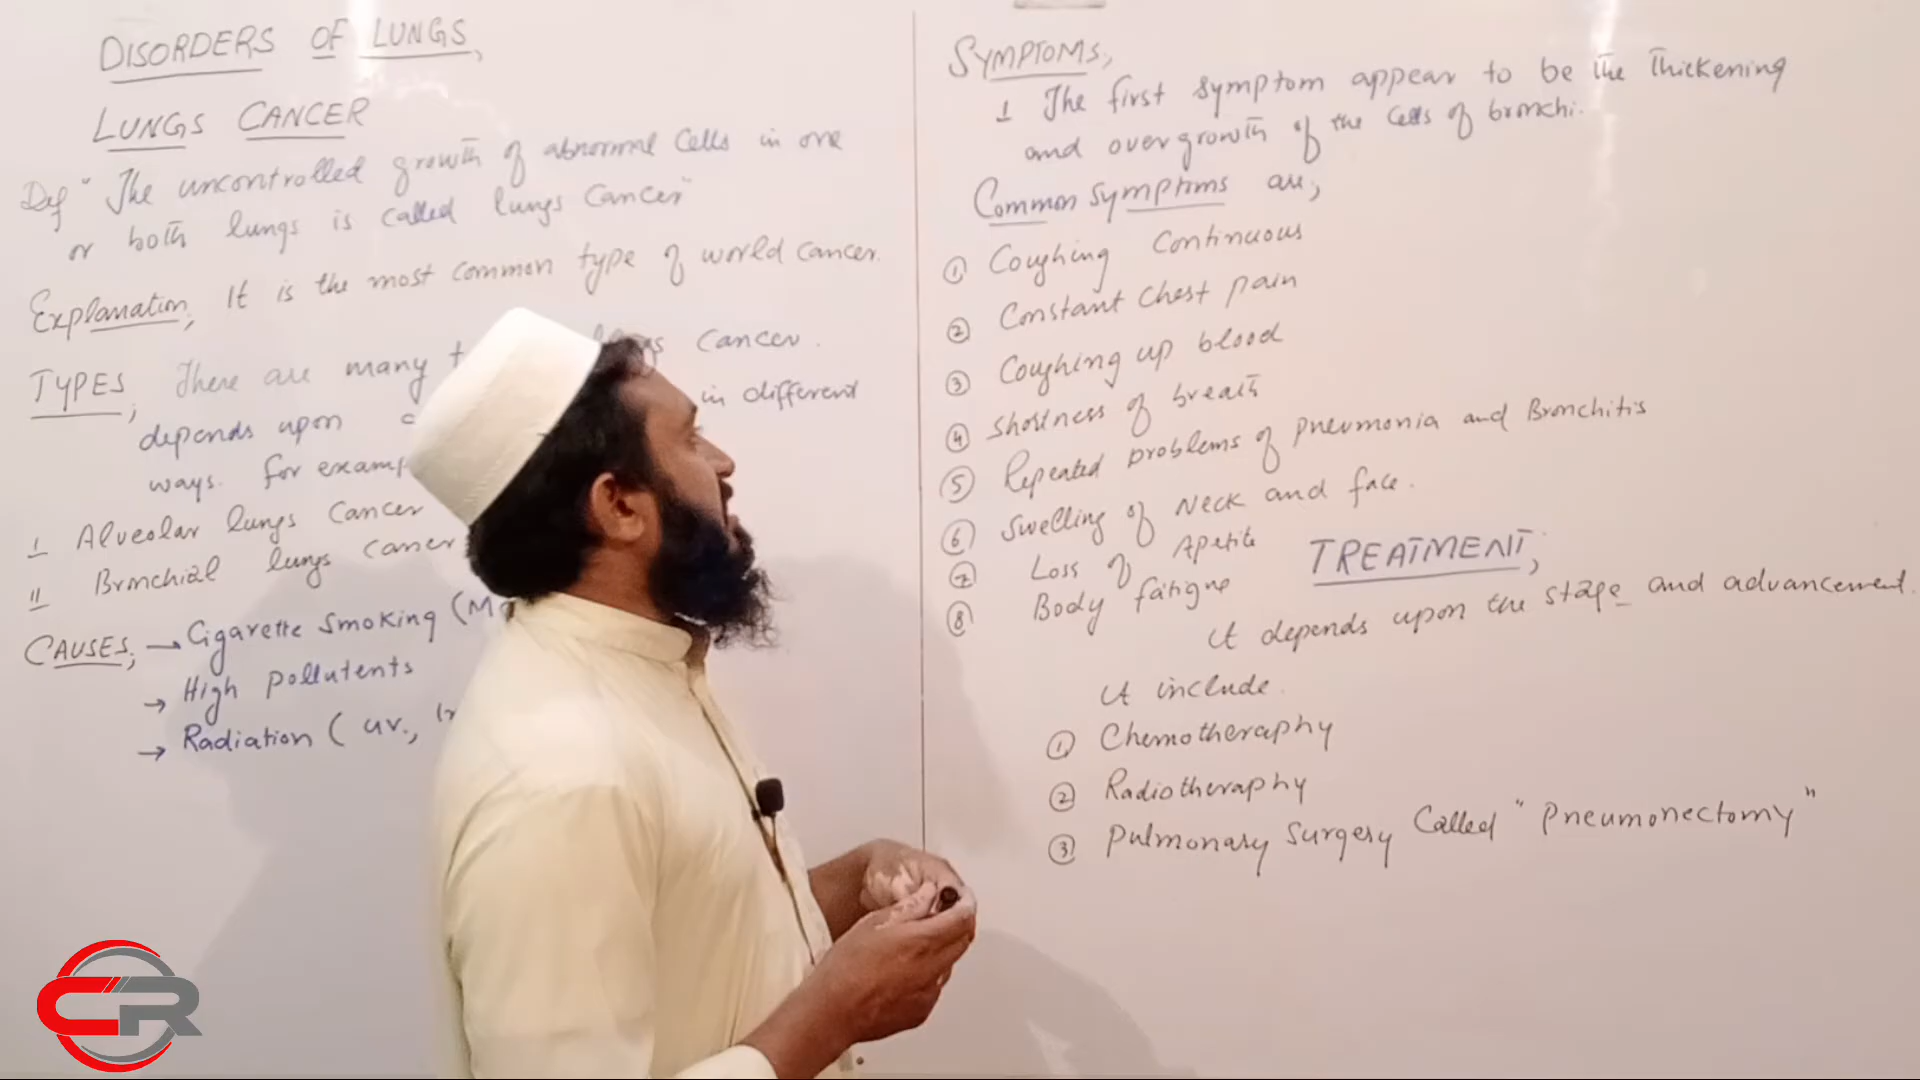 DISORDERS OF LUNGS,
LUNGS CANCER
Def "The uncontrolled growth of abnormal cells in one
or both lungs is called lungs cancer"
Explanation, It is the most common type of world cancer.
TYPES, There are many cancer.
depends upon in different
ways. for examp
I Alveolar lungs cancer
II Bronchial lungs cancer
CAUSES, → Cigarette smoking (M
→ High pollutents
→ Radiation ( uv.,
SYMPTOMS,
1 The first symptom appear to be the thickening
and overgrowth of the cells of bronchi.
Common symptoms are,
① Coughing continuous
② Constant chest pain
③ Coughing up blood
④ shortness of breath
⑤ Repeated problems of pneumonia and Bronchitis
⑥ swelling of Neck and face.
⑦ Loss of Apetite
⑧ Body fatigue
TREATMENT,
It depends upon the stage and advancement.
It include.
① Chemotheraphy
② Radiotheraphy
③ Pulmonary surgery called "Pneumonectomy"
CR